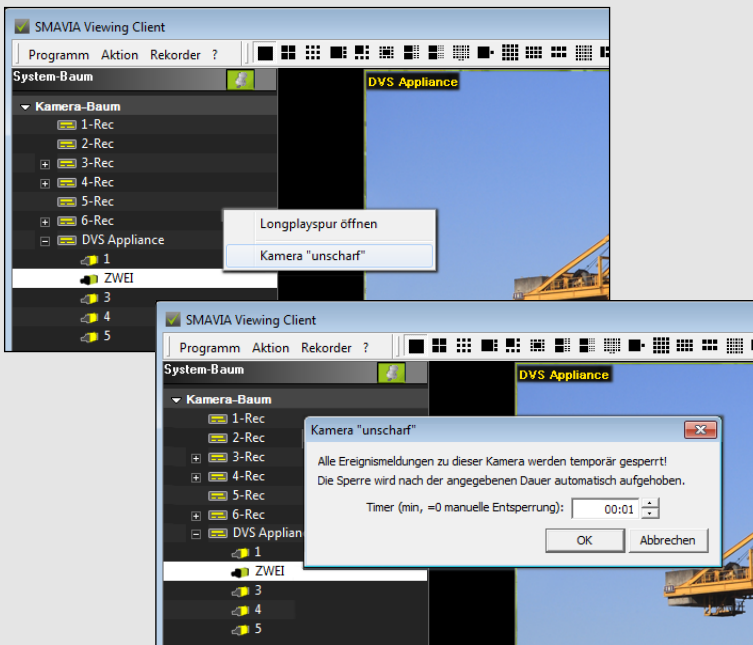 SMAVIA Viewing Client
Programm Aktion Rekorder ?
System-Baum
DVS Appliance
Kamera-Baum
1-Rec
2-Rec
3-Rec
4-Rec
5-Rec
6-Rec
DVS Appliance
1
ZWEI
3
4
5
Longplayspur öffnen
Kamera "unscharf"
SMAVIA Viewing Client
Programm Aktion Rekorder ?
System-Baum
DVS Appliance
Kamera-Baum
1-Rec
2-Rec
3-Rec
4-Rec
5-Rec
6-Rec
DVS Applian
1
ZWEI
3
4
5
Kamera "unscharf"
Alle Ereignismeldungen zu dieser Kamera werden temporär gesperrt!
Die Sperre wird nach der angegebenen Dauer automatisch aufgehoben.
Timer (min, =0 manuelle Entsperrung): 00:01
OK Abbrechen